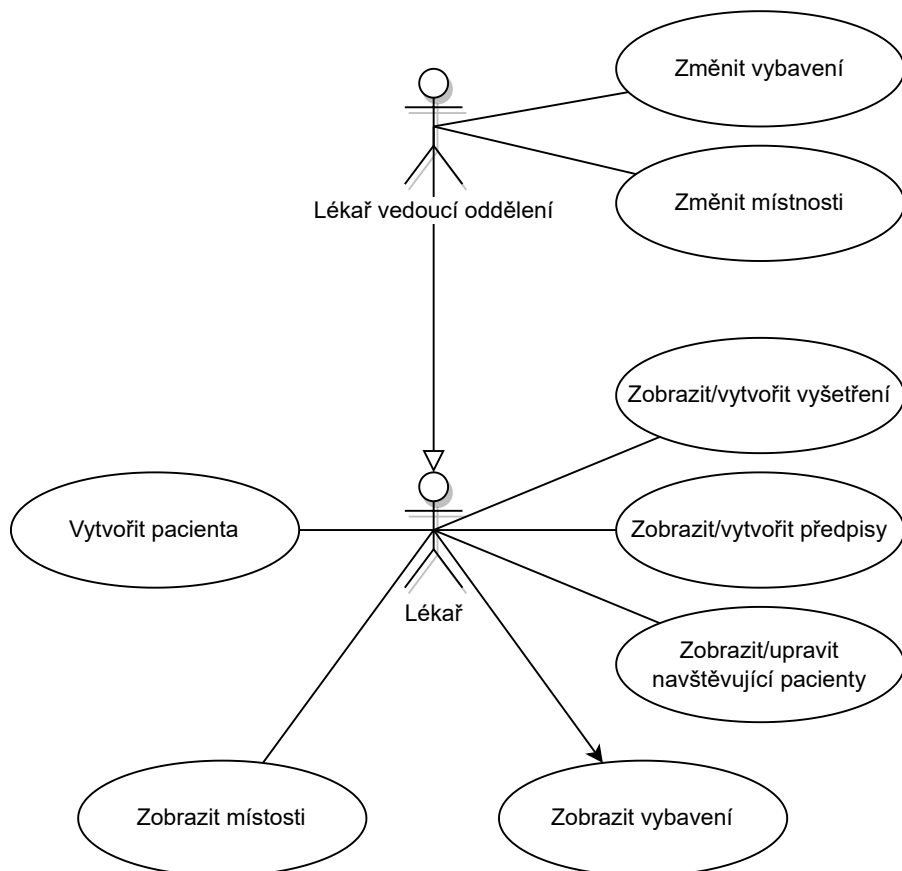 Změnit vybavení
Změnit místnosti
Lékař vedoucí oddělení
Zobrazit/vytvořit vyšetření
Vytvořit pacienta
Zobrazit/vytvořit předpisy
Lékař
Zobrazit/upravit
navštěvující pacienty
Zobrazit místosti
Zobrazit vybavení